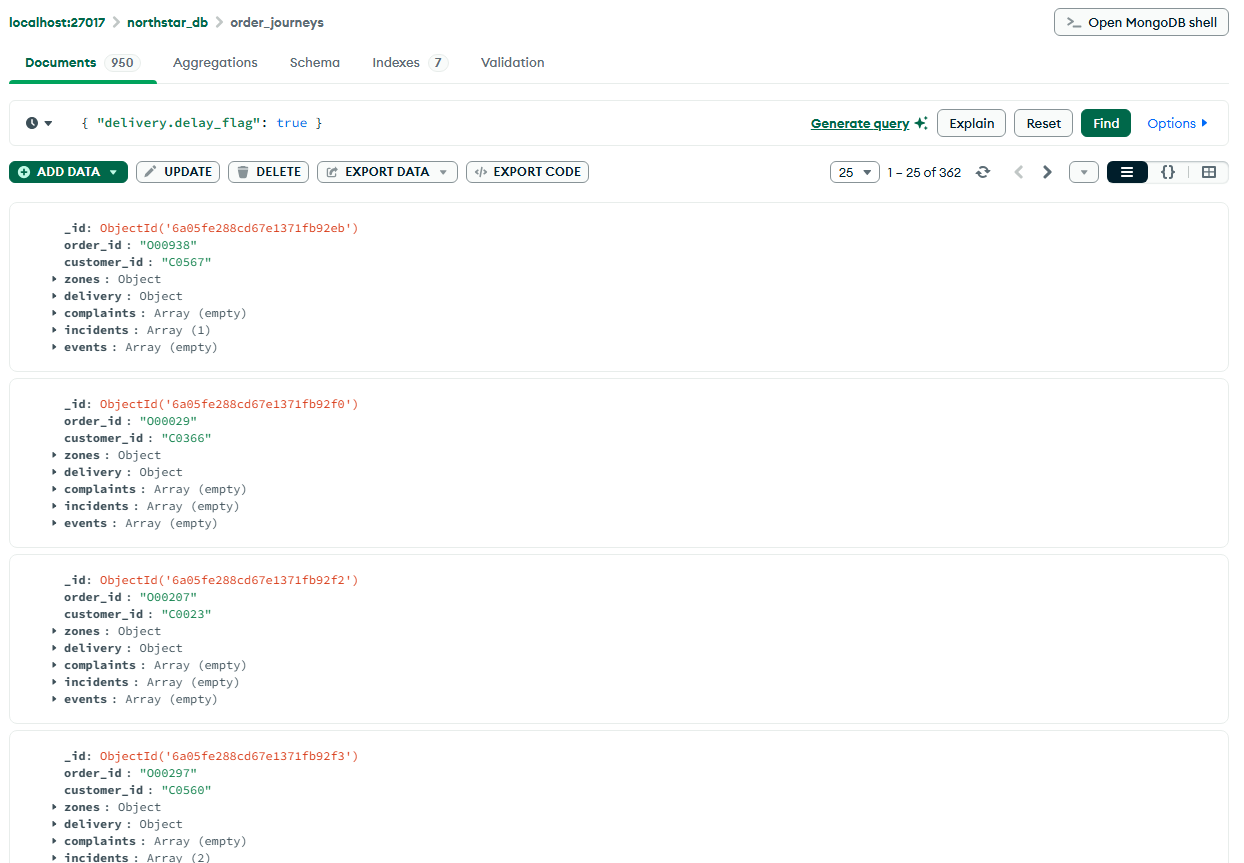 localhost:27017 > northstar_db > order_journeys
>_ Open MongoDB shell
Documents 950 Aggregations Schema Indexes 7 Validation
{ "delivery.delay_flag": true } Generate query Explain Reset Find Options
ADD DATA UPDATE DELETE EXPORT DATA </> EXPORT CODE 25 1 – 25 of 362 {}
_id: ObjectId('6a05fe288cd67e1371fb92eb')
order_id : "O00938"
customer_id : "C0567"
zones : Object
delivery : Object
complaints : Array (empty)
incidents : Array (1)
events : Array (empty)
_id: ObjectId('6a05fe288cd67e1371fb92f0')
order_id : "O00029"
customer_id : "C0366"
zones : Object
delivery : Object
complaints : Array (empty)
incidents : Array (empty)
events : Array (empty)
_id: ObjectId('6a05fe288cd67e1371fb92f2')
order_id : "O00207"
customer_id : "C0023"
zones : Object
delivery : Object
complaints : Array (empty)
incidents : Array (empty)
events : Array (empty)
_id: ObjectId('6a05fe288cd67e1371fb92f3')
order_id : "O00297"
customer_id : "C0560"
zones : Object
delivery : Object
complaints : Array (empty)
incidents : Array (2)